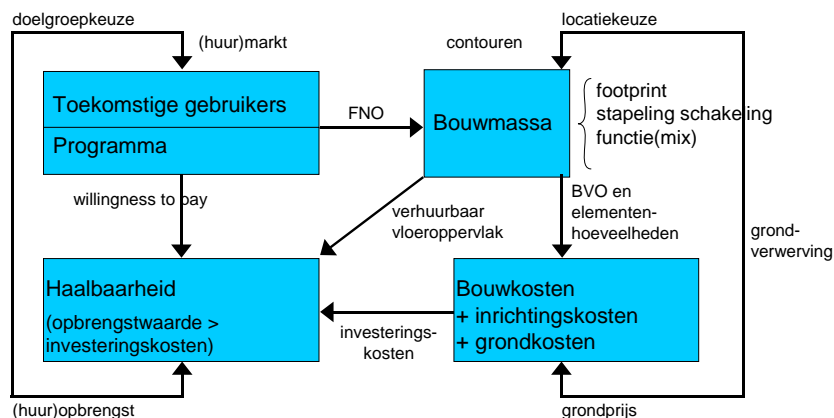 doelgroepkeuze
(huur)markt
contouren
locatiekeuze
Toekomstige gebruikers
Programma
FNO
Bouwmassa
footprint
stapeling schakeling
functie(mix)
willingness to pay
verhuurbaar
vloeroppervlak
BVO en
elementen-
hoeveelheden
grond-
verwerving
Haalbaarheid
(opbrengstwaarde >
investeringskosten)
investerings-
kosten
Bouwkosten
+ inrichtingskosten
+ grondkosten
(huur)opbrengst
grondprijs